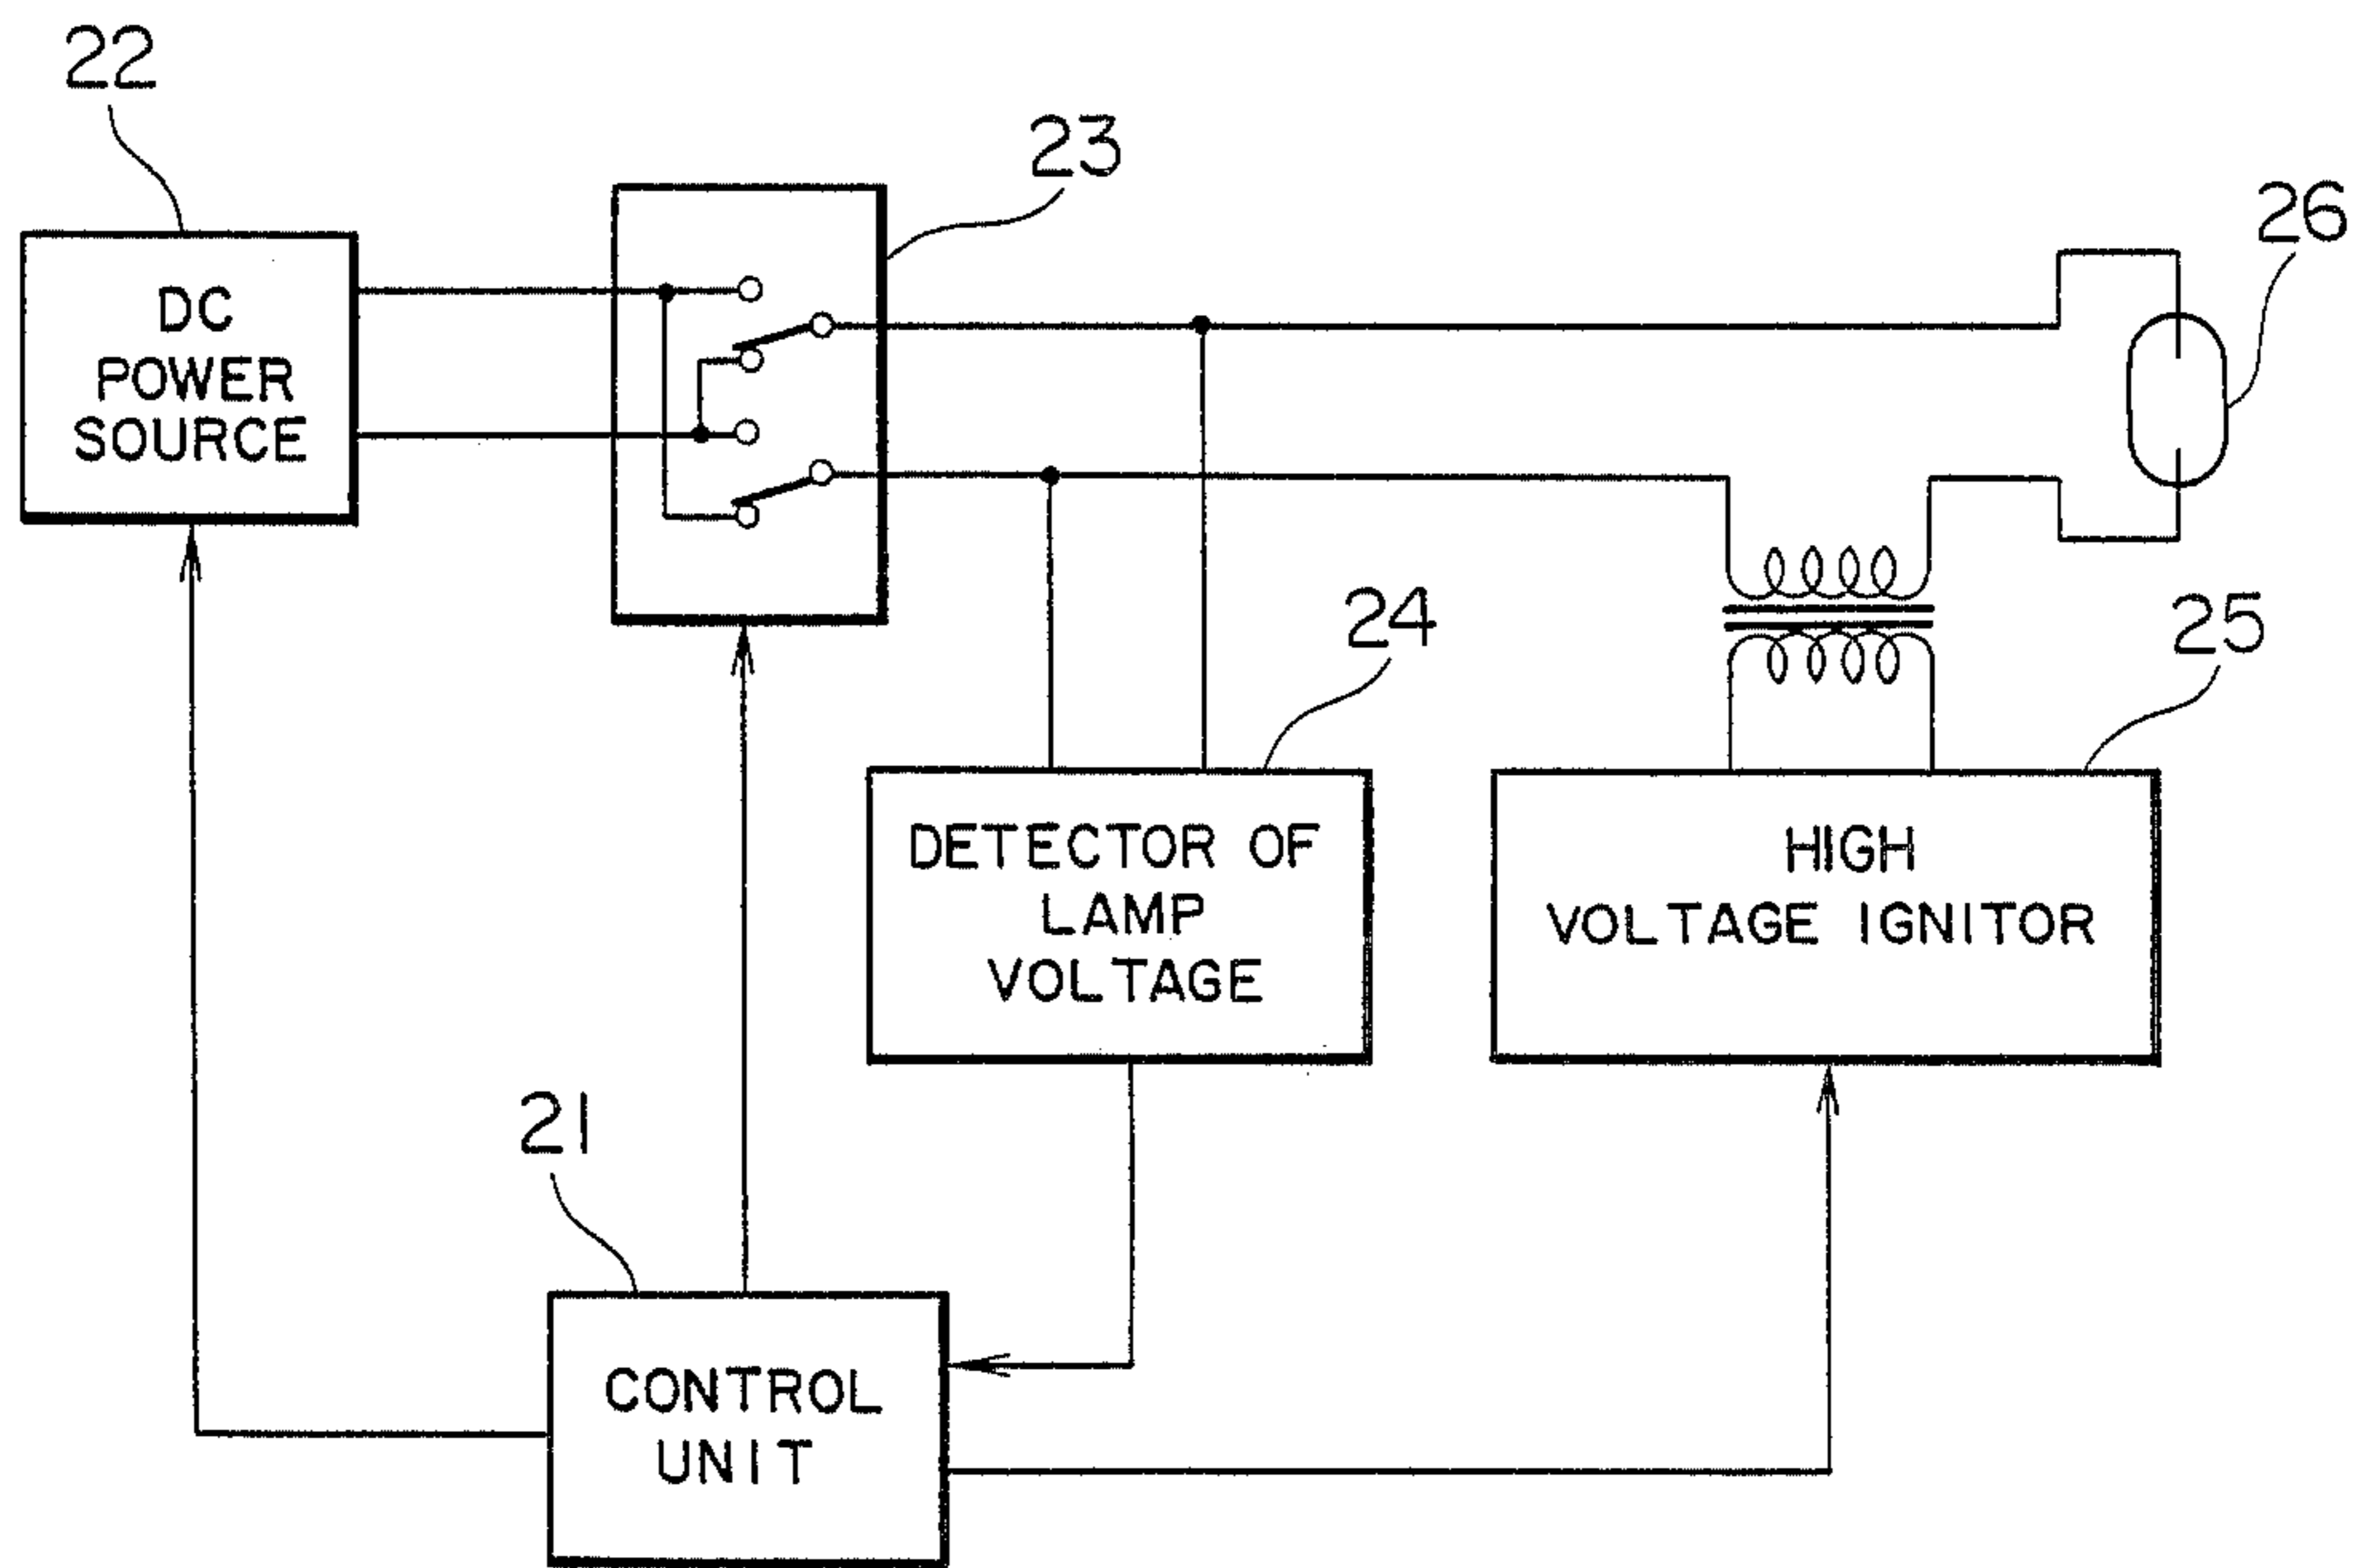 22
23
26
DC
POWER
SOURCE
24
25
DETECTOR OF
LAMP
VOLTAGE
HIGH
VOLTAGE IGNITOR
21
CONTROL
UNIT